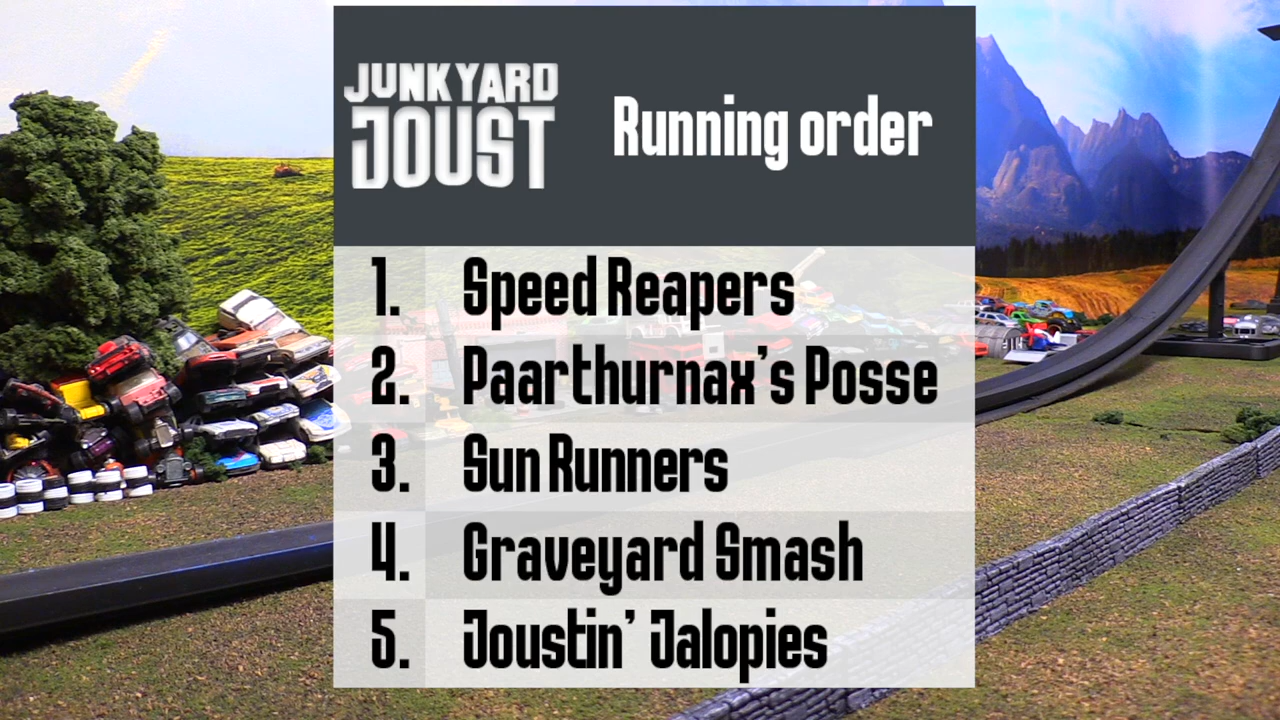 JUNKYARD
JOUST
Running order
1. Speed Reapers
2. Paarthurnax's Posse
3. Sun Runners
4. Graveyard Smash
5. Joustin' Jalopies